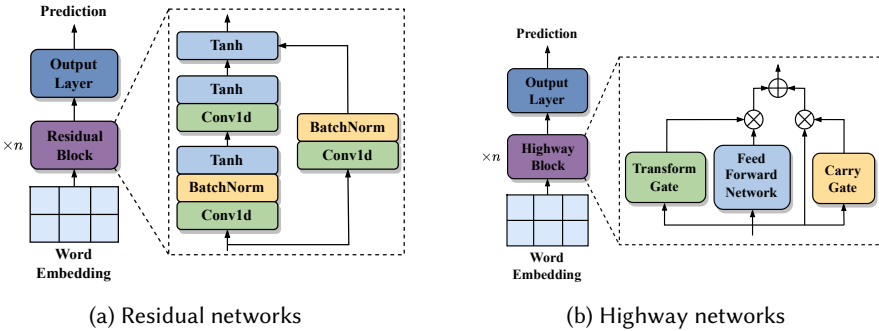 Prediction
Output
Layer
×n
Residual
Block
Word
Embedding
Tanh
Tanh
Conv1d
Tanh
BatchNorm
Conv1d
BatchNorm
Conv1d
(a) Residual networks
Prediction
Output
Layer
×n
Highway
Block
Word
Embedding
Transform
Gate
Feed
Forward
Network
Carry
Gate
(b) Highway networks